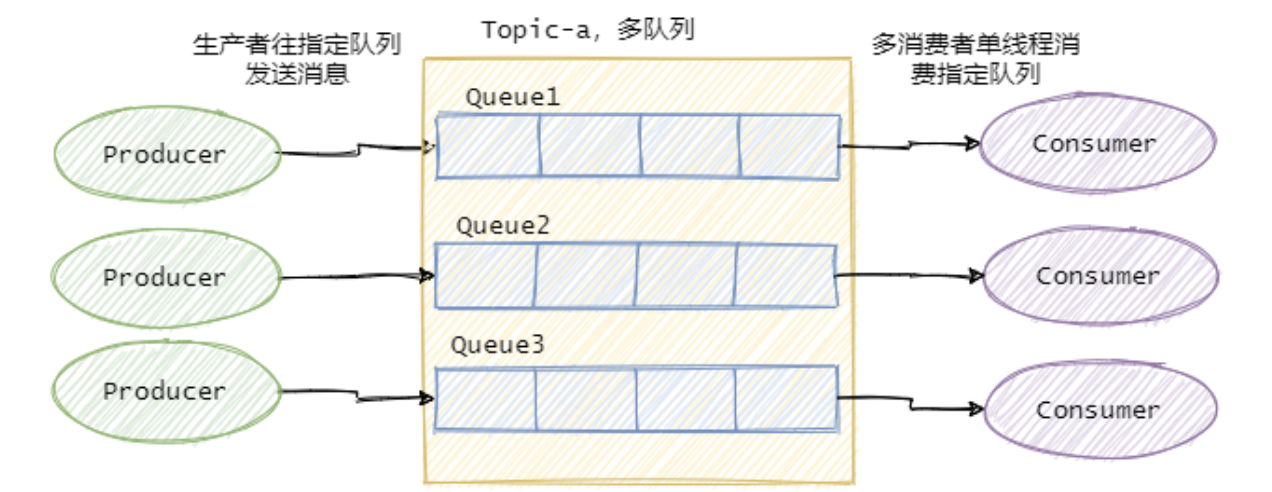 生产者往指定队列
发送消息
Topic-a, 多队列
多消费者单线程消
费指定队列
Queue1
Producer
Consumer
Queue2
Producer
Consumer
Queue3
Producer
Consumer